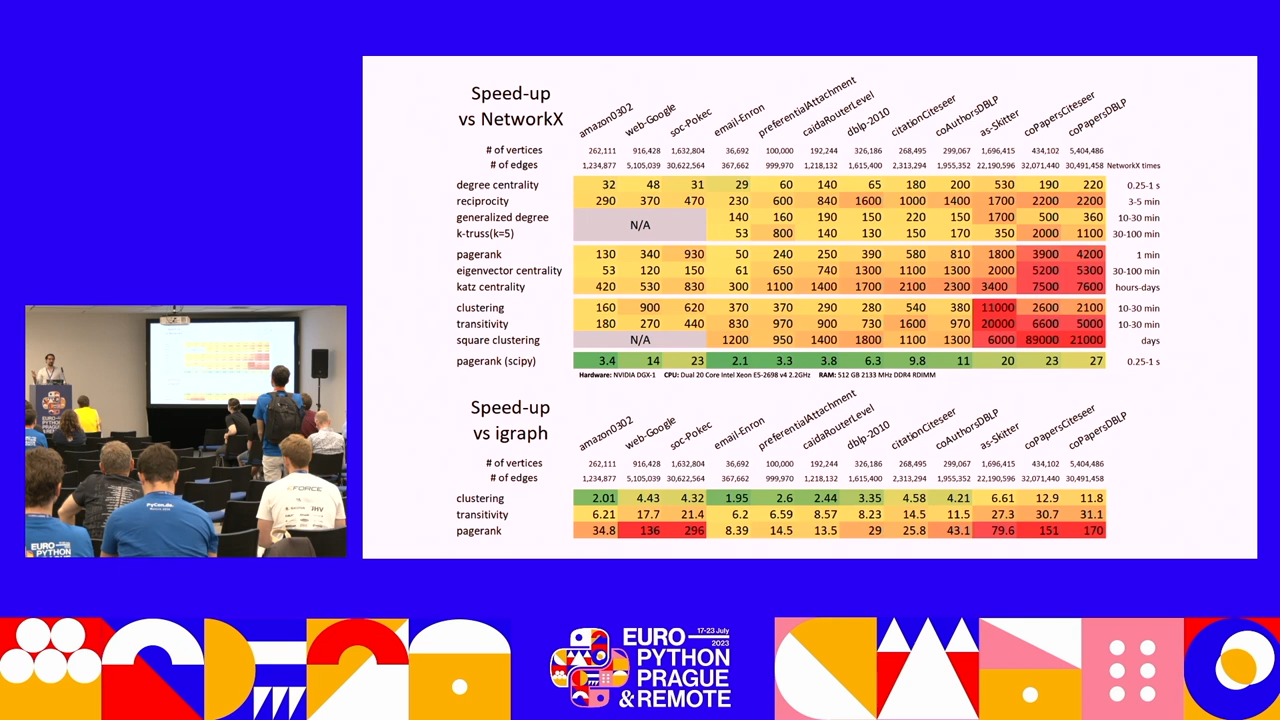 Speed-up
vs NetworkX
amazon0302 web-Google soc-Pokec email-Enron preferentialAttachment caidaRouterLevel dblp-2010 citationCiteseer coAuthorsDBLP as-Skitter coPapersCiteseer coPapersDBLP
# of vertices 262,111 916,428 1,632,804 36,692 100,000 192,244 326,186 268,495 299,067 1,696,415 434,102 5,404,486
# of edges 1,234,877 5,105,039 30,622,564 367,662 999,970 1,218,132 1,615,400 2,313,294 1,955,352 22,190,596 32,071,440 30,491,458 NetworkX times
degree centrality 32 48 31 29 60 140 65 180 200 530 190 220 0.25-1 s
reciprocity 290 370 470 230 600 840 1600 1000 1400 1700 2200 2200 3-5 min
generalized degree N/A 140 160 190 150 220 150 1700 500 360 10-30 min
k-truss(k=5) 53 800 140 130 150 170 350 2000 1100 30-100 min
pagerank 130 340 930 50 240 250 390 580 810 1800 3900 4200 1 min
eigenvector centrality 53 120 150 61 650 740 1300 1100 1300 2000 5200 5300 30-100 min
katz centrality 420 530 830 300 1100 1400 1700 2100 2300 3400 7500 7600 hours-days
clustering 160 900 620 370 370 290 280 540 380 11000 2600 2100 10-30 min
transitivity 180 270 440 830 970 900 730 1600 970 20000 6600 5000 10-30 min
square clustering N/A 1200 950 1400 1800 1100 1300 6000 89000 21000 days
pagerank (scipy) 3.4 14 23 2.1 3.3 3.8 6.3 9.8 11 20 23 27 0.25-1 s
Hardware: NVIDIA DGX-1 CPU: Dual 20 Core Intel Xeon E5-2698 v4 2.2GHz RAM: 512 GB 2133 MHz DDR4 RDIMM
Speed-up
vs igraph
amazon0302 web-Google soc-Pokec email-Enron preferentialAttachment caidaRouterLevel dblp-2010 citationCiteseer coAuthorsDBLP as-Skitter coPapersCiteseer coPapersDBLP
# of vertices 262,111 916,428 1,632,804 36,692 100,000 192,244 326,186 268,495 299,067 1,696,415 434,102 5,404,486
# of edges 1,234,877 5,105,039 30,622,564 367,662 999,970 1,218,132 1,615,400 2,313,294 1,955,352 22,190,596 32,071,440 30,491,458
clustering 2.01 4.43 4.32 1.95 2.6 2.44 3.35 4.58 4.21 6.61 12.9 11.8
transitivity 6.21 17.7 21.4 6.2 6.59 8.57 8.23 14.5 11.5 27.3 30.7 31.1
pagerank 34.8 136 296 8.39 14.5 13.5 29 25.8 43.1 79.6 151 170
EURO
PYTHON
PRAGUE
& REMOTE
PyCon.de
FORCE
JHV
EURO
PYTHON
EURO 17-23 July 2023
PYTHON
PRAGUE
& REMOTE